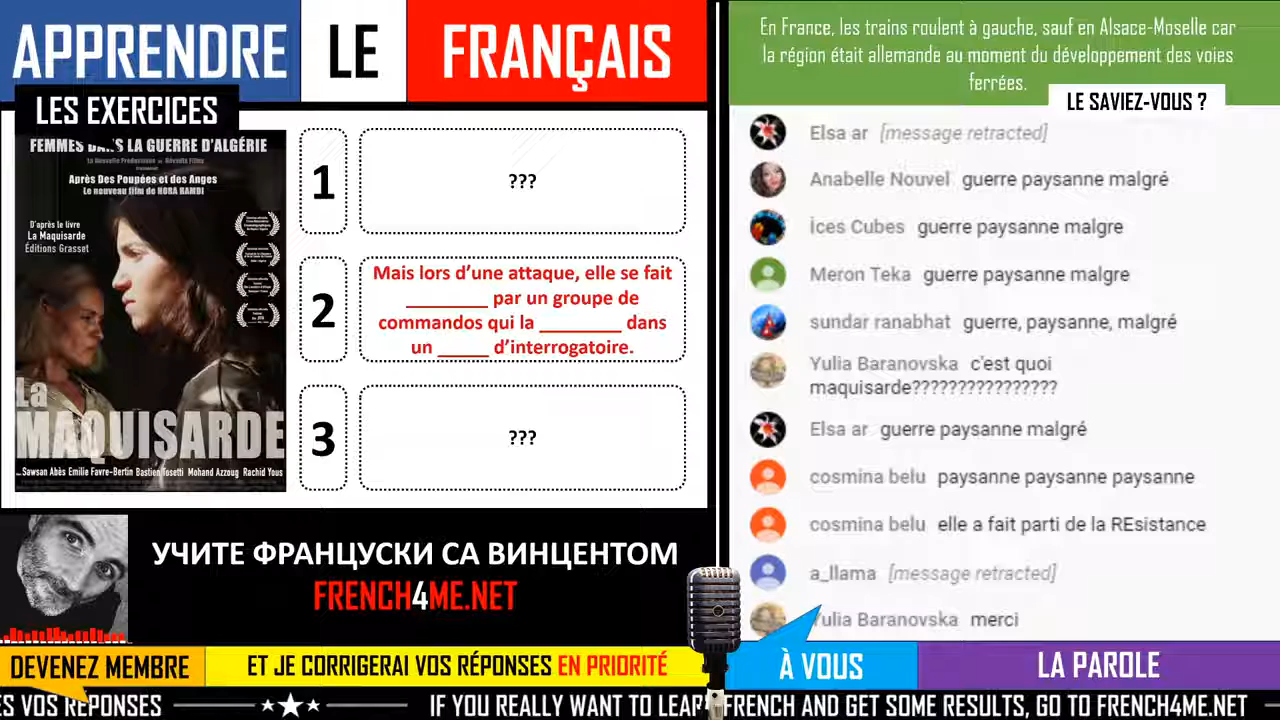 APPRENDRE LE FRANÇAIS
LES EXERCICES
FEMMES DANS LA GUERRE D'ALGÉRIE
Après Des Poupées et des Anges
Le nouveau film de NORA HAMDI
D'après le livre
La Maquisarde
Éditions Grasset
La
MAQUISARDE
Sawsan Abès Emilie Favre-Bertin Bastien Tosetti Mohand Azzoug Rachid Yous
1
???
2
Mais lors d'une attaque, elle se fait
________ par un groupe de
commandos qui la ________ dans
un _____ d'interrogatoire.
3
???
УЧИТЕ ФРАНЦУСКИ СА ВИНЦЕНТОМ
FRENCH4ME.NET
DEVENEZ MEMBRE
ET JE CORRIGERAI VOS RÉPONSES EN PRIORITÉ
En France, les trains roulent à gauche, sauf en Alsace-Moselle car
la région était allemande au moment du développement des voies
ferrées.
LE SAVIEZ-VOUS ?
Elsa ar [message retracted]
Anabelle Nouvel guerre paysanne malgré
İces Cubes guerre paysanne malgre
Meron Teka guerre paysanne malgre
sundar ranabhat guerre, paysanne, malgré
Yulia Baranovska c'est quoi
maquisarde????????????????
Elsa ar guerre paysanne malgré
cosmina belu paysanne paysanne paysanne
cosmina belu elle a fait parti de la REsistance
a_llama [message retracted]
Yulia Baranovska merci
À VOUS
LA PAROLE
ES VOS RÉPONSES
IF YOU REALLY WANT TO LEARN FRENCH AND GET SOME RESULTS, GO TO FRENCH4ME.NET